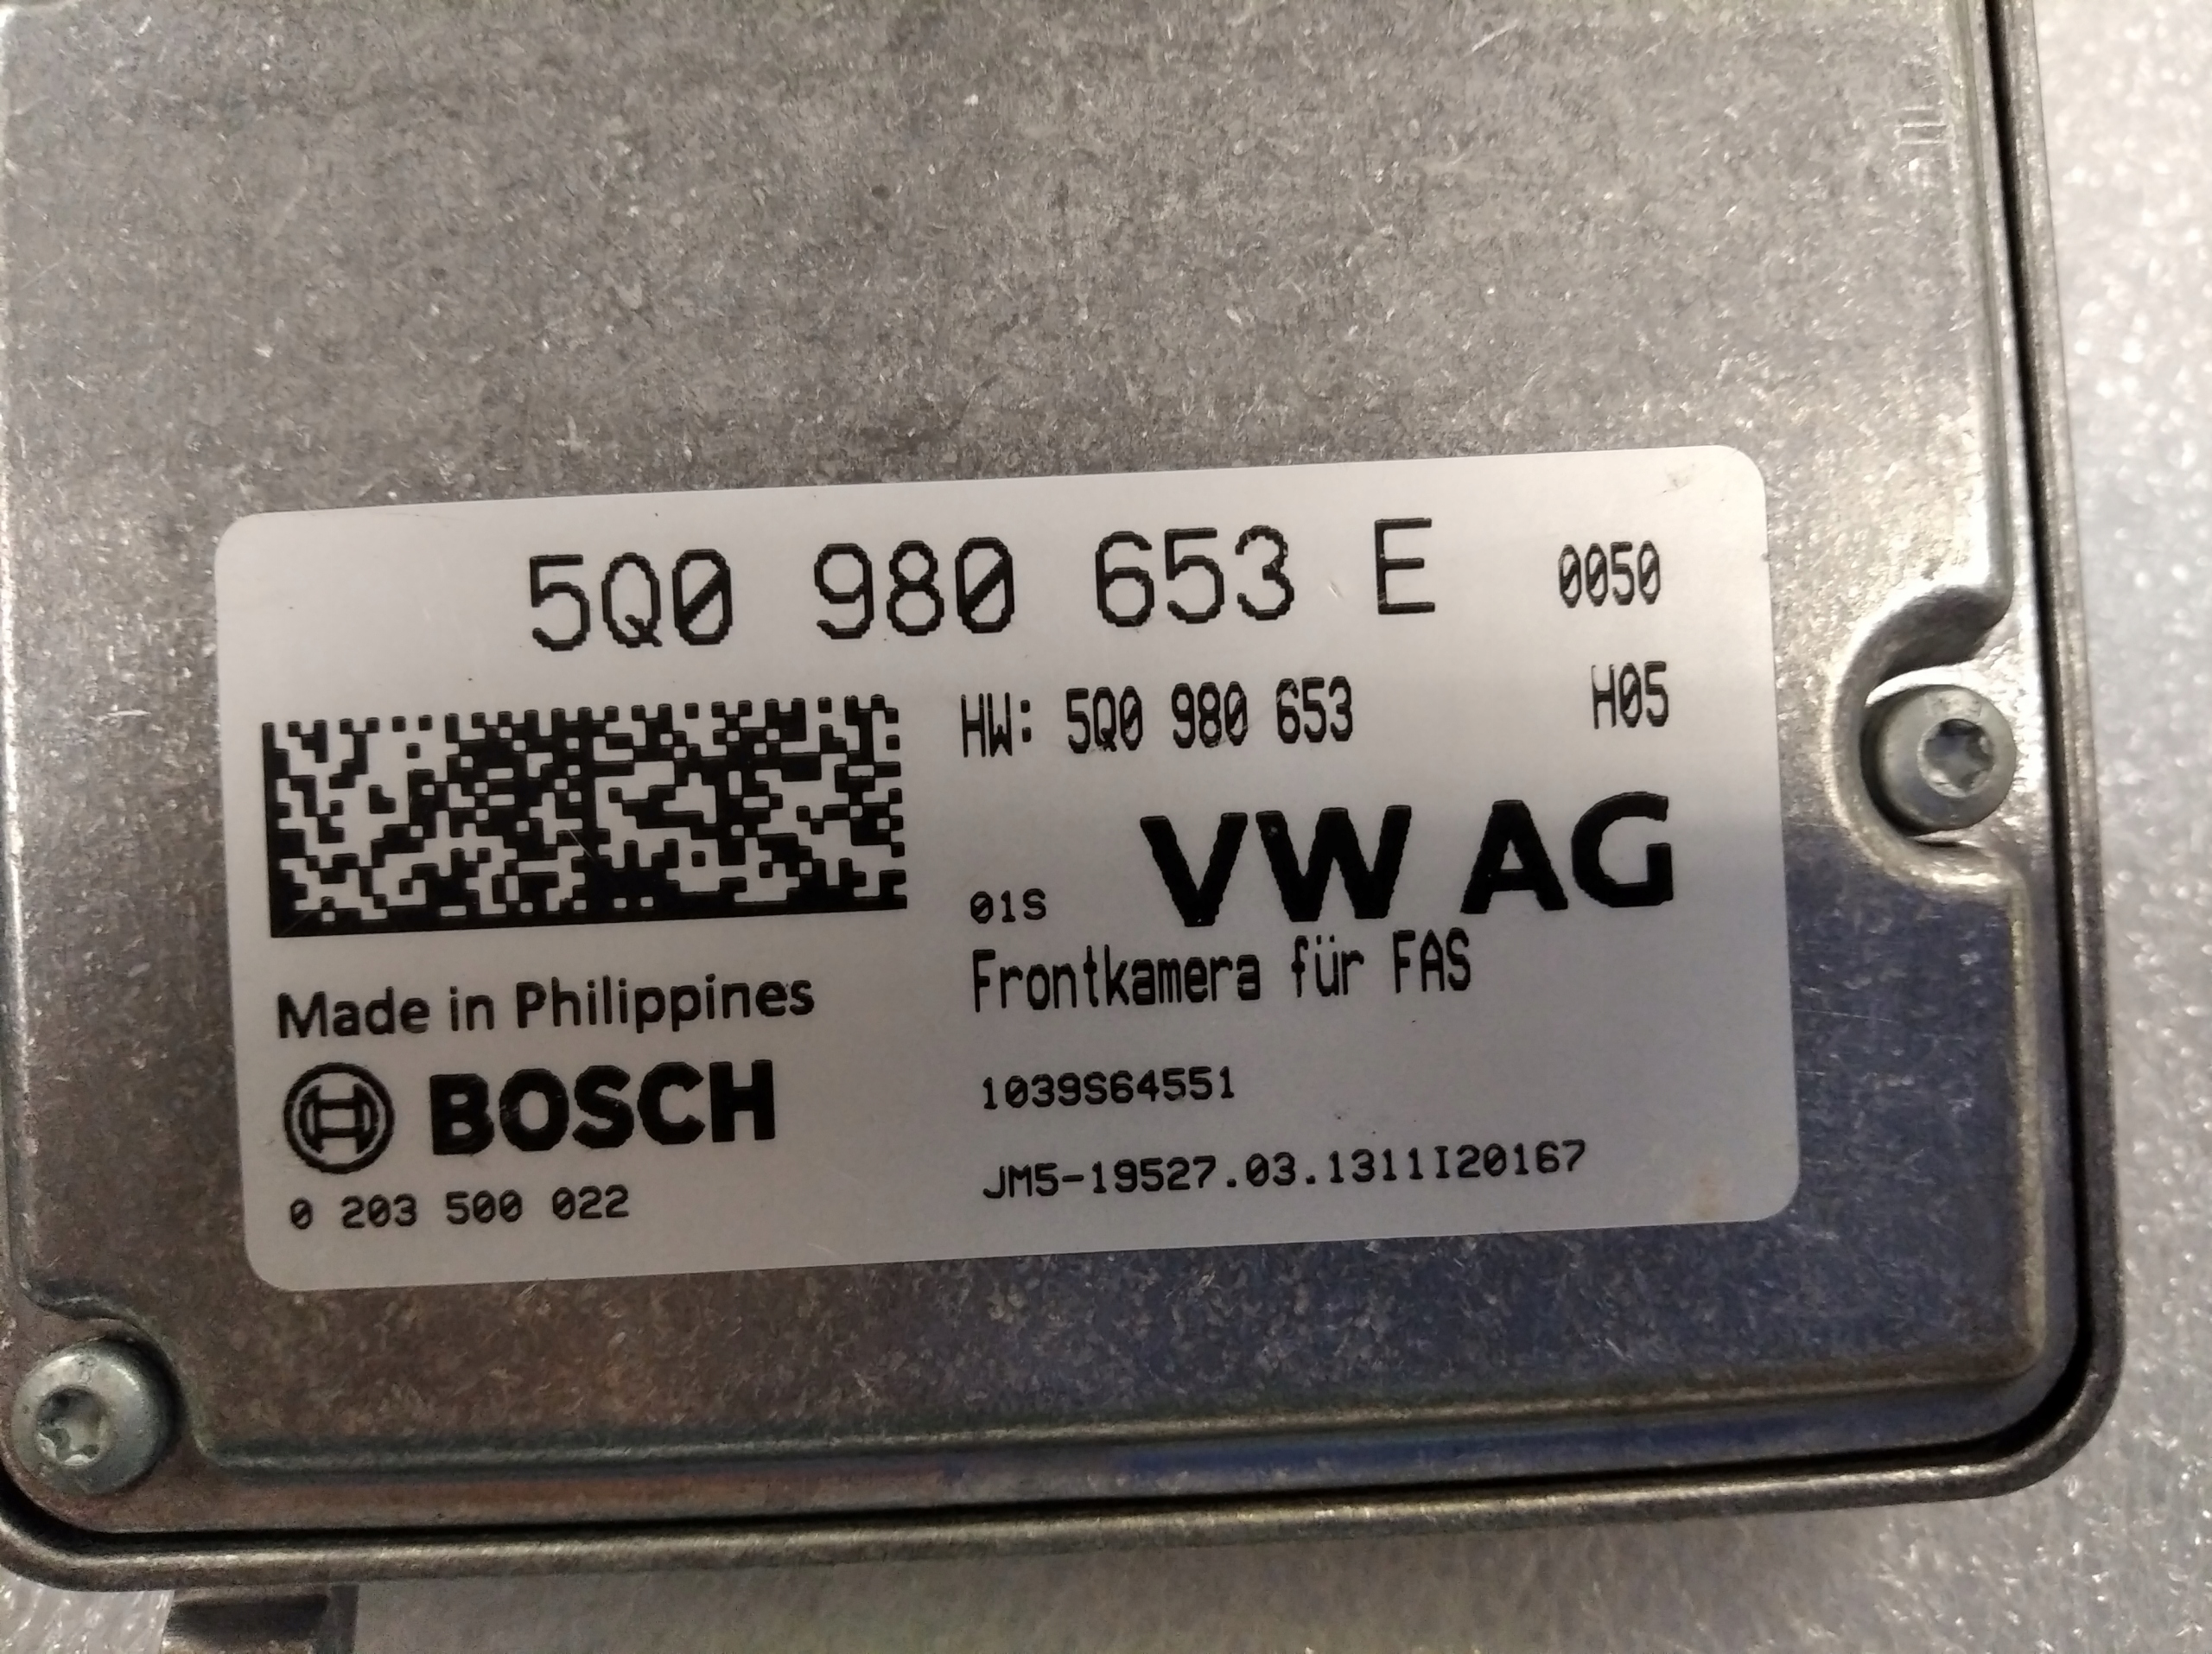 5Q0 980 653 E 0050
HW: 5Q0 980 653 H05
01S VW AG
Frontkamera für FAS
Made in Philippines
BOSCH
0 203 500 022
1039S64551
JM5-19527.03.1311I20167